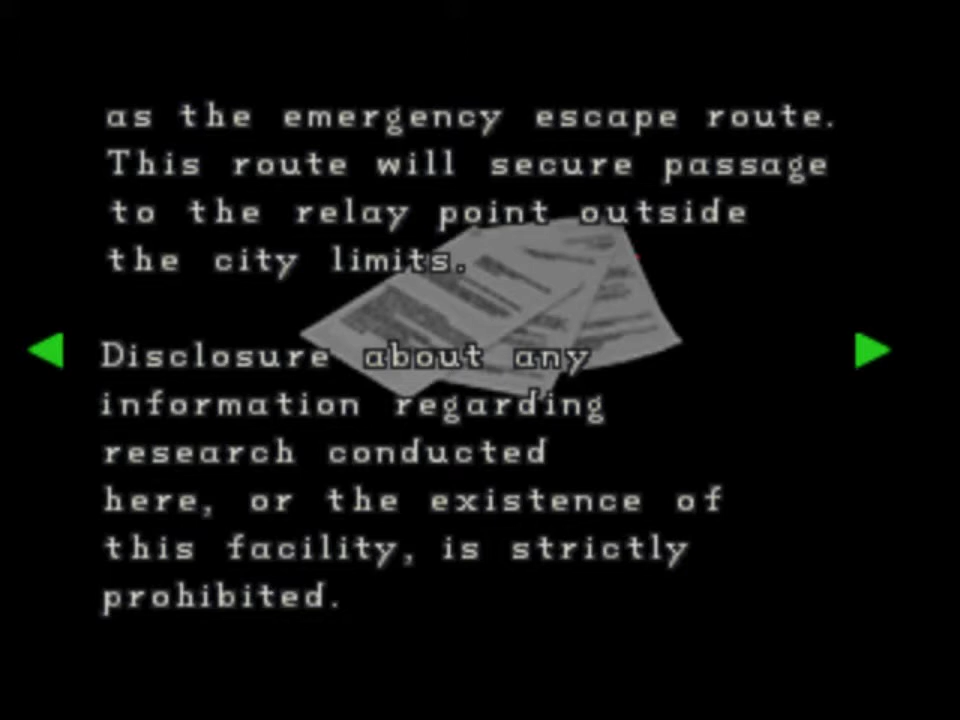 as the emergency escape route.
This route will secure passage
to the relay point outside
the city limits.
Disclosure about any
information regarding
research conducted
here, or the existence of
this facility, is strictly
prohibited.